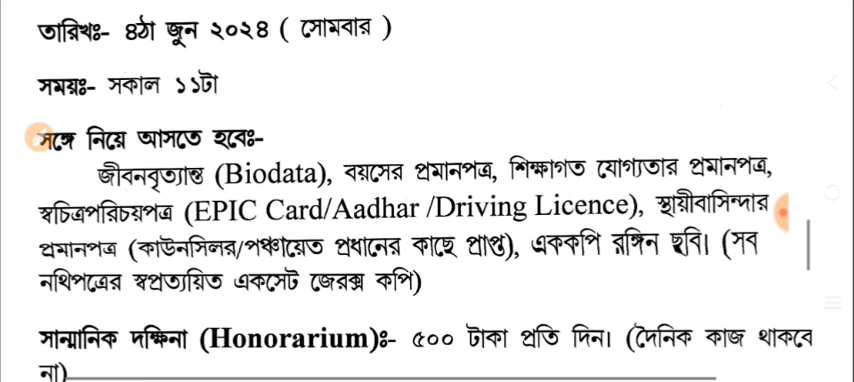 তারিখঃ- ৪ঠা জুন ২০২৪ ( সোমবার )
সময়ঃ- সকাল ১১টা
সঙ্গে নিয়ে আসতে হবেঃ-
জীবনবৃত্যান্ত (Biodata), বয়সের প্রমানপত্র, শিক্ষাগত যোগ্যতার প্রমানপত্র,
স্বচিত্রপরিচয়পত্র (EPIC Card/Aadhar /Driving Licence), স্থায়ীবাসিন্দার
প্রমানপত্র (কাউনসিলর/পঞ্চায়েত প্রধানের কাছে প্রাপ্ত), এককপি রঙ্গিন ছবি। (সব
নথিপত্রের স্বপ্রত্যয়িত একসেট জেরক্স কপি)
সান্মানিক দক্ষিনা (Honorarium)ঃ- ৫০০ টাকা প্রতি দিন। (দৈনিক কাজ থাকবে
না)